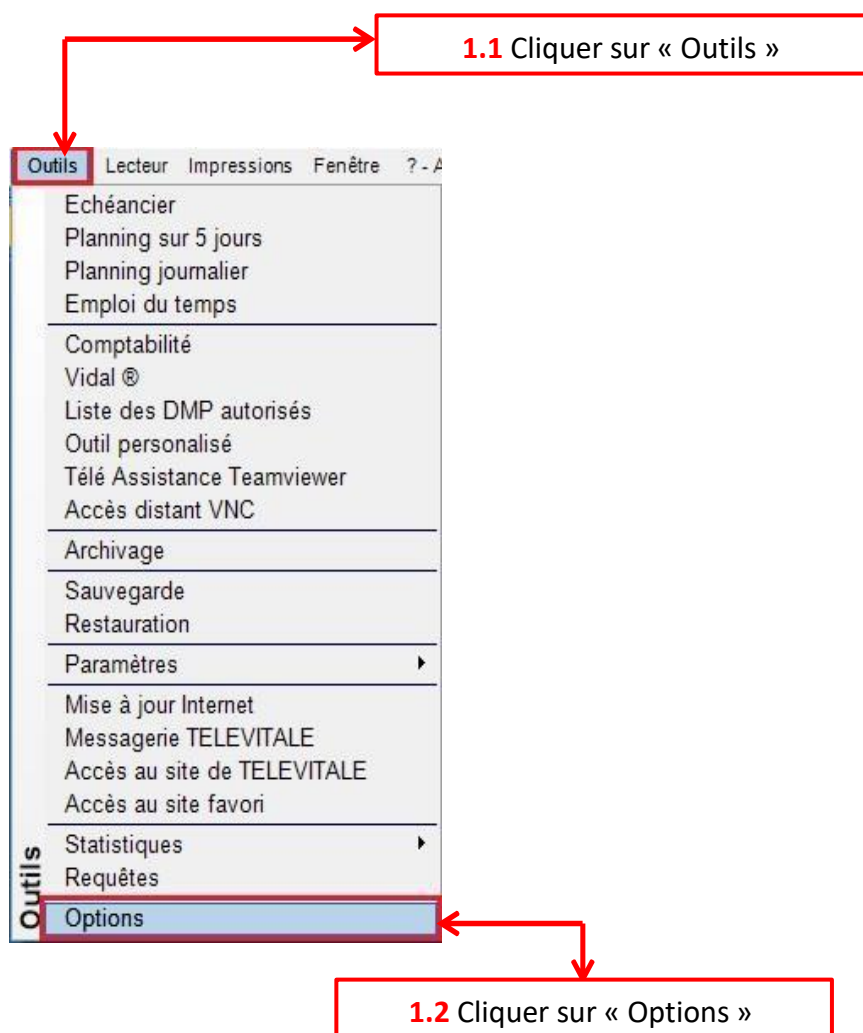 1.1 Cliquer sur « Outils »
Outils Lecteur Impressions Fenêtre ? - A
Echéancier
Planning sur 5 jours
Planning journalier
Emploi du temps
Comptabilité
Vidal ®
Liste des DMP autorisés
Outil personalisé
Télé Assistance Teamviewer
Accès distant VNC
Archivage
Sauvegarde
Restauration
Paramètres
Mise à jour Internet
Messagerie TELEVITALE
Accès au site de TELEVITALE
Accès au site favori
Statistiques
Requêtes
Options
Outils
1.2 Cliquer sur « Options »